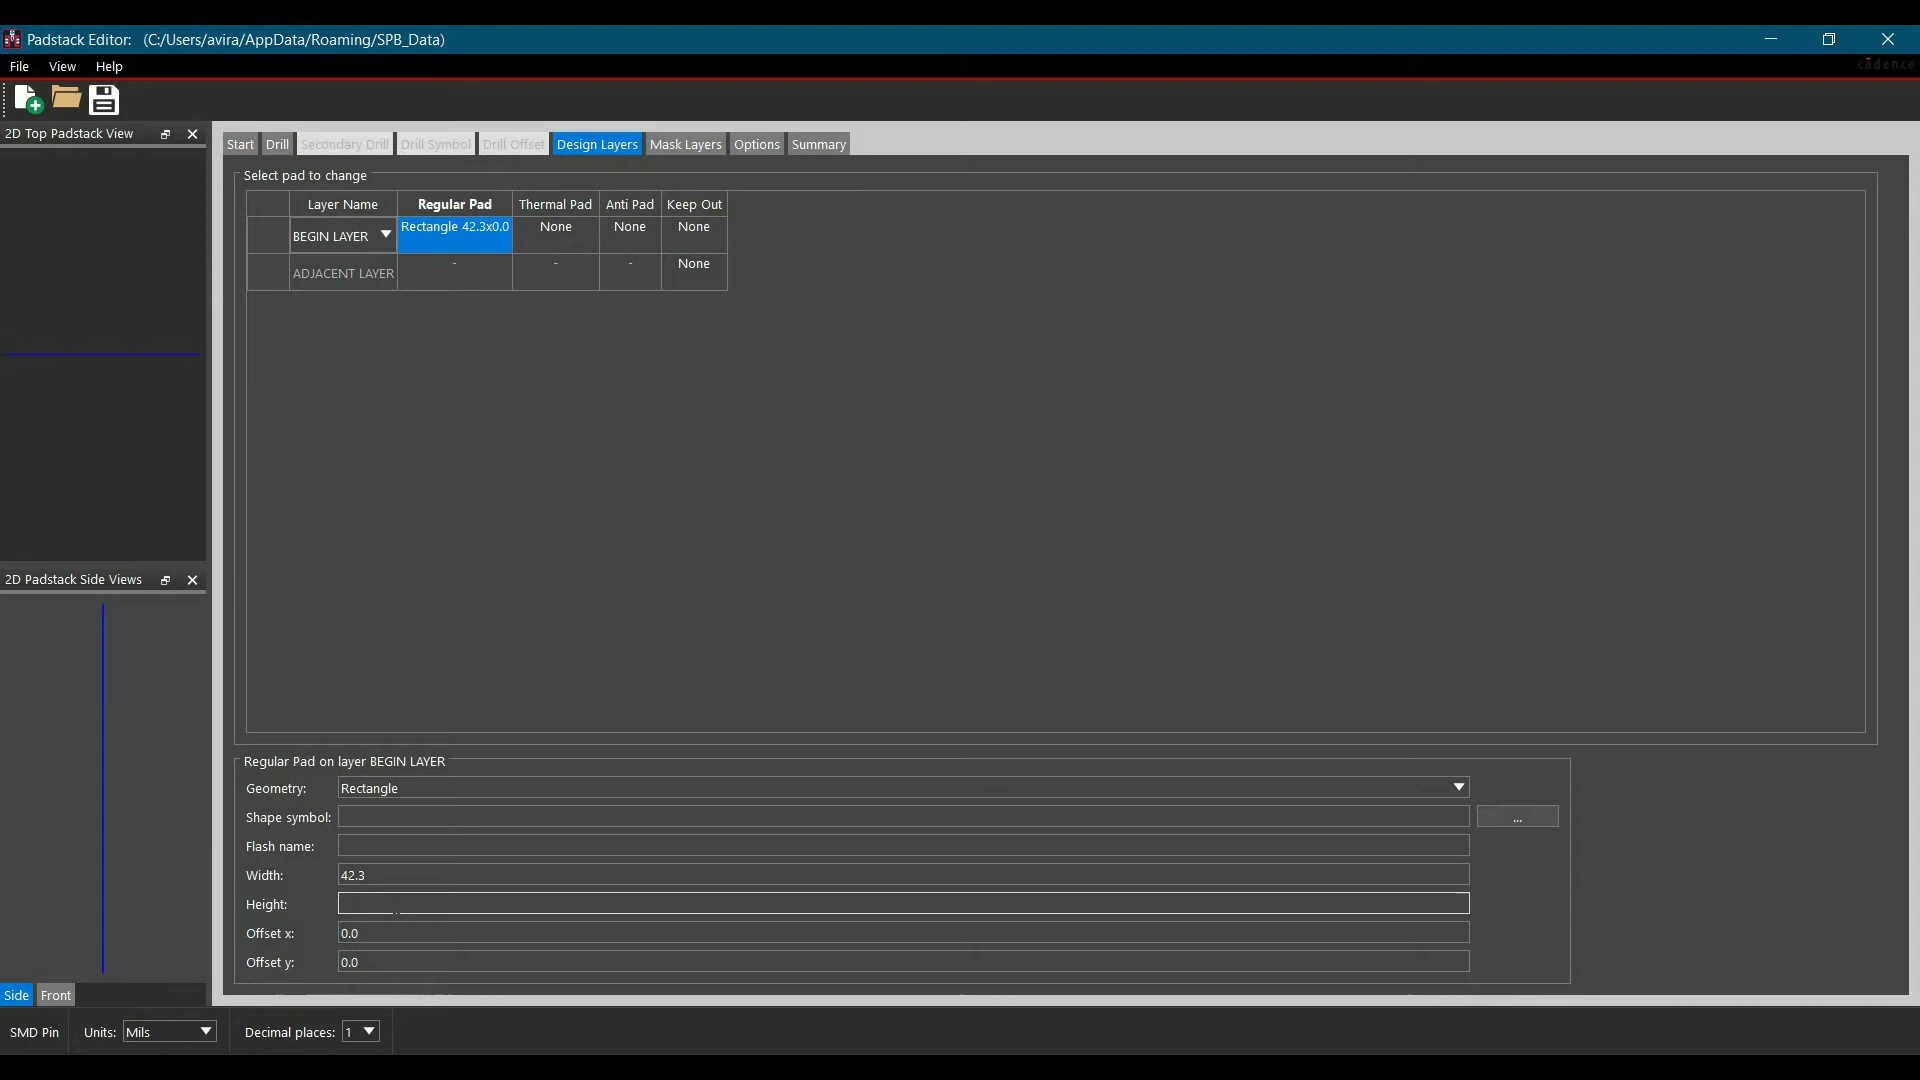 Padstack Editor: (C:/Users/avira/AppData/Roaming/SPB_Data)
File View Help
cādence
2D Top Padstack View
Start Drill Secondary Drill Drill Symbol Drill Offset Design Layers Mask Layers Options Summary
Select pad to change
Layer Name Regular Pad Thermal Pad Anti Pad Keep Out
BEGIN LAYER Rectangle 42.3x0.0 None None None
ADJACENT LAYER - - - None
2D Padstack Side Views
Regular Pad on layer BEGIN LAYER
Geometry: Rectangle
Shape symbol: ...
Flash name:
Width: 42.3
Height:
Offset x: 0.0
Offset y: 0.0
Side Front
SMD Pin Units: Mils Decimal places: 1